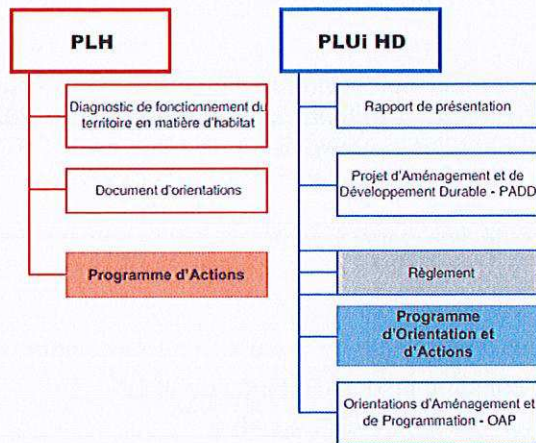 PLH
Diagnostic de fonctionnement du
territoire en matière d'habitat
Document d'orientations
Programme d'Actions
PLUi HD
Rapport de présentation
Projet d'Aménagement et de
Développement Durable - PADD
Règlement
Programme
d'Orientation et
d'Actions
Orientations d'Aménagement et
de Programmation - OAP